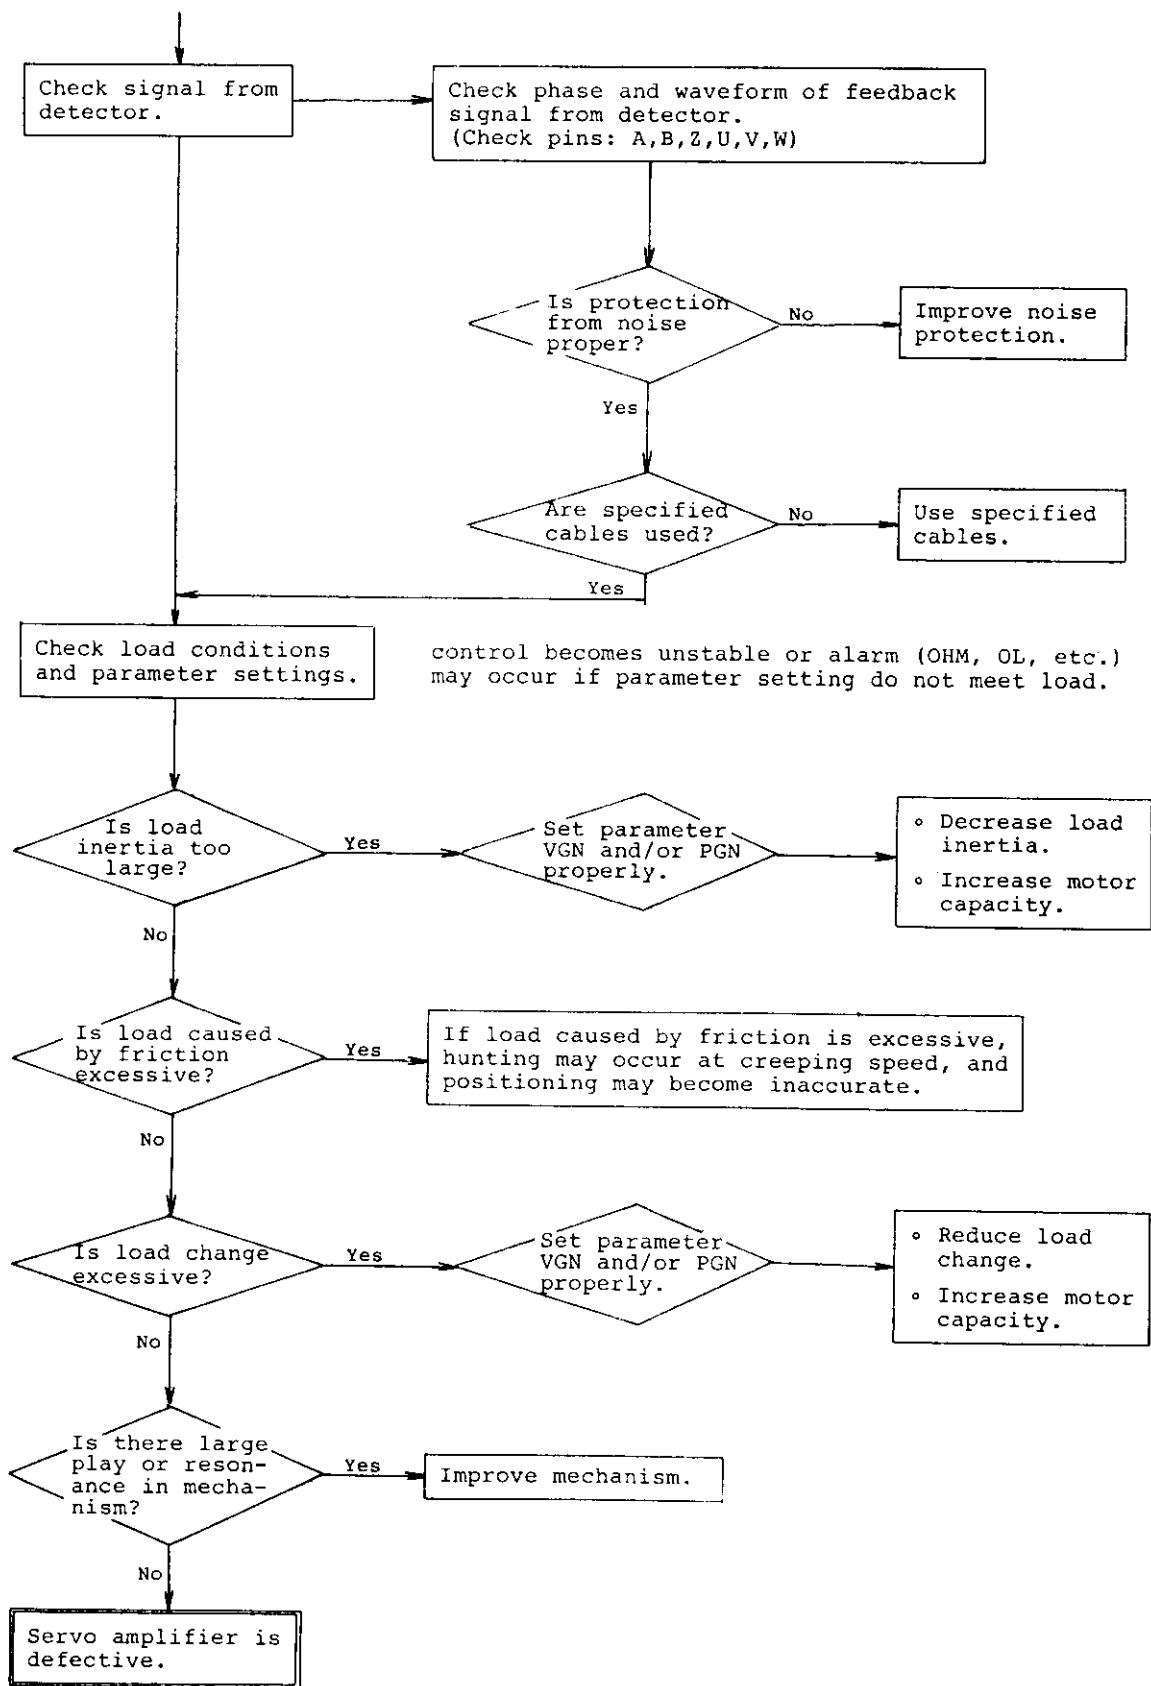 Check signal from
detector.
Check phase and waveform of feedback
signal from detector.
(Check pins: A,B,Z,U,V,W)
Is protection
from noise
proper?
No
Improve noise
protection.
Yes
Are specified
cables used?
No
Use specified
cables.
Yes
Check load conditions
and parameter settings.
control becomes unstable or alarm (OHM, OL, etc.)
may occur if parameter setting do not meet load.
Is load
inertia too
large?
Yes
Set parameter
VGN and/or PGN
properly.
◦ Decrease load
inertia.
◦ Increase motor
capacity.
No
Is load caused
by friction
excessive?
Yes
If load caused by friction is excessive,
hunting may occur at creeping speed, and
positioning may become inaccurate.
No
Is load change
excessive?
Yes
Set parameter
VGN and/or PGN
properly.
◦ Reduce load
change.
◦ Increase motor
capacity.
No
Is there large
play or reson-
ance in mecha-
nism?
Yes
Improve mechanism.
No
Servo amplifier is
defective.